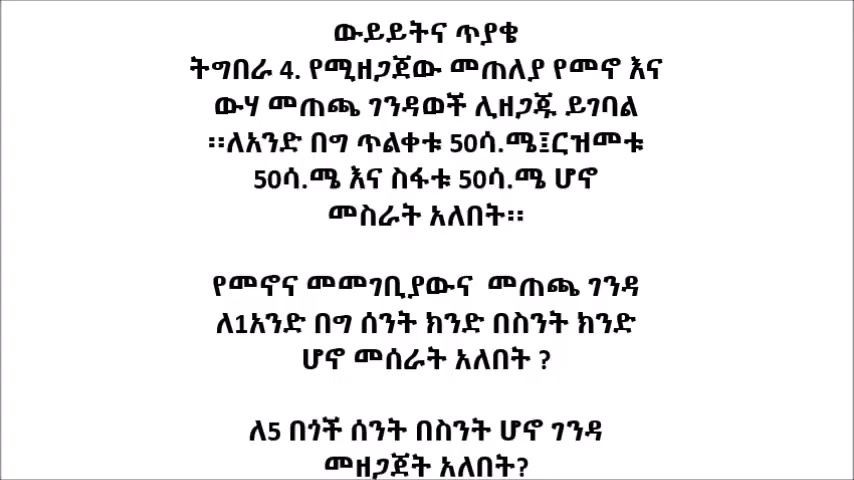 ውይይትና ጥያቄ
ትግበራ 4. የሚዘጋጀው መጠለያ የመኖ እና
ውሃ መጠጫ ገንዳወች ሊዘጋጁ ይገባል
፡፡ለአንድ በግ ጥልቀቱ 50ሳ.ሜ፤ርዝመቱ
50ሳ.ሜ እና ስፋቱ 50ሳ.ሜ ሆኖ
መስራት አለበት፡፡
የመኖና መመገቢያውና መጠጫ ገንዳ
ለ1አንድ በግ ሰንት ክንድ በስንት ክንድ
ሆኖ መሰራት አለበት ?
ለ5 በጎች ሰንት በስንት ሆኖ ገንዳ
መዘጋጀት አለበት?